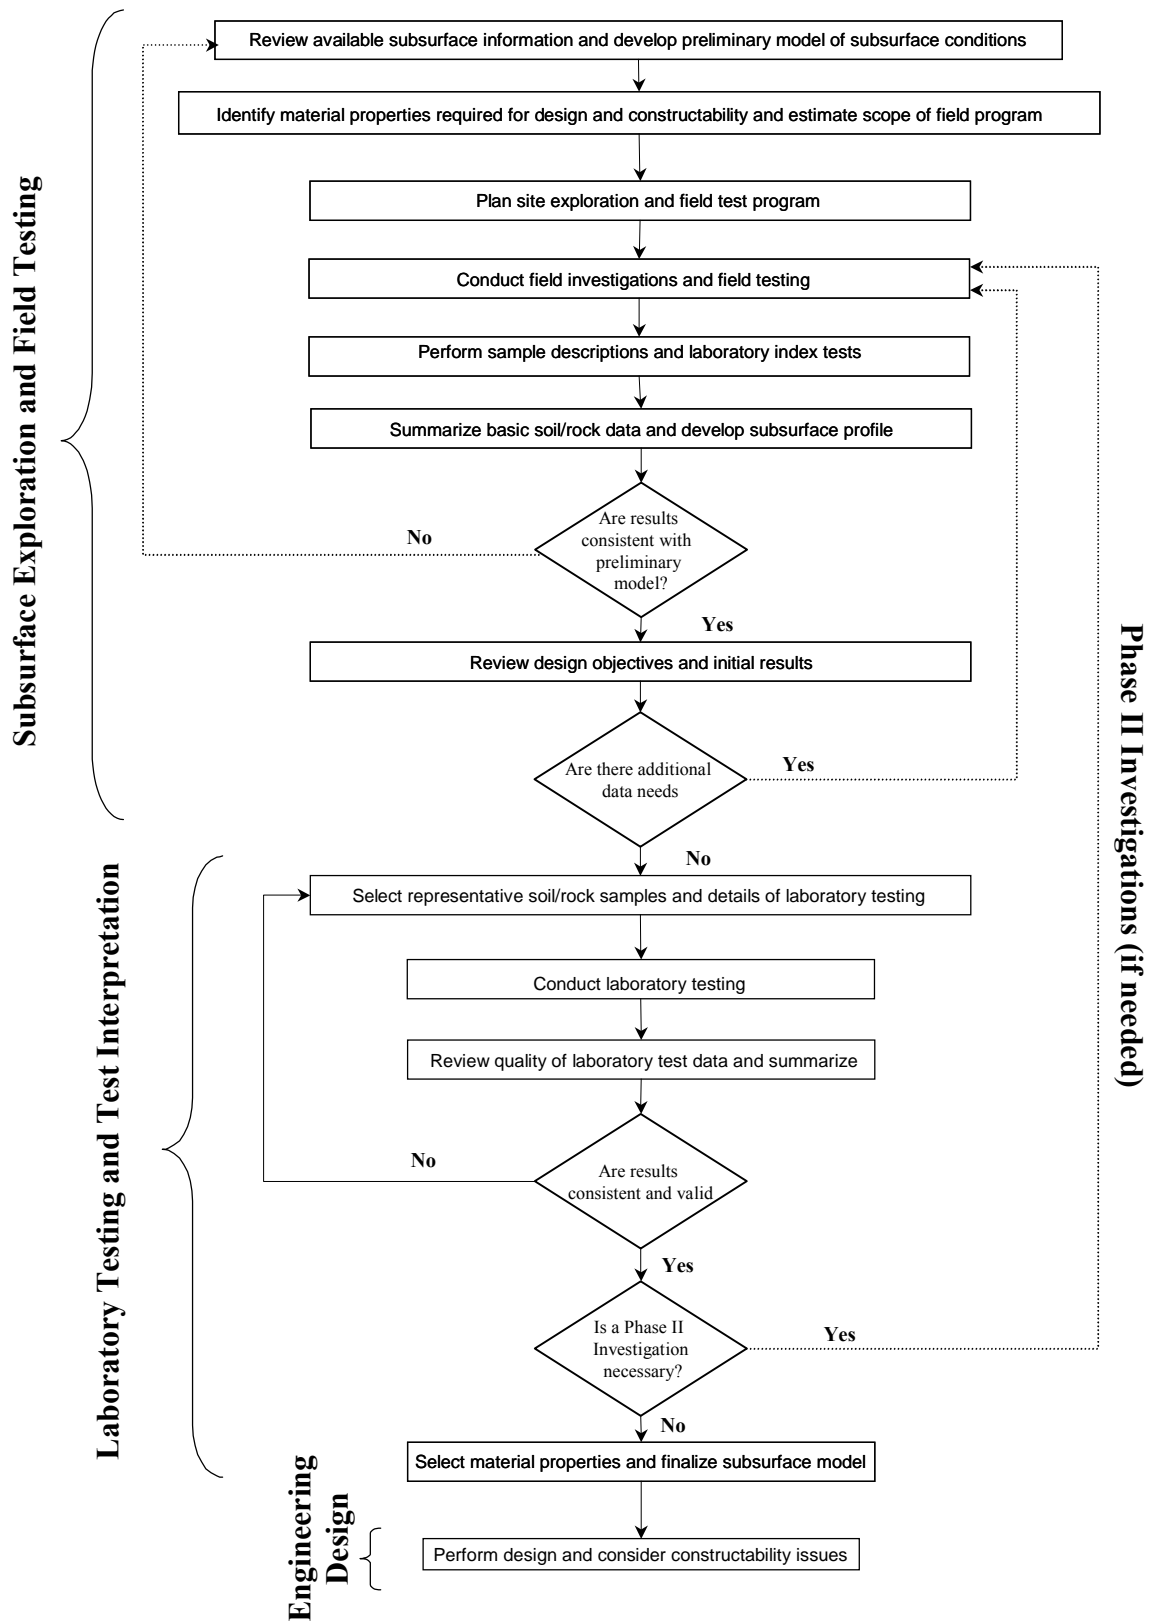 Review available subsurface information and develop preliminary model of subsurface conditions
Identify material properties required for design and constructability and estimate scope of field program
Plan site exploration and field test program
Conduct field investigations and field testing
Perform sample descriptions and laboratory index tests
Summarize basic soil/rock data and develop subsurface profile
Are results
consistent with
preliminary
model?
No
Yes
Review design objectives and initial results
Are there additional
data needs
Yes
No
Subsurface Exploration and Field Testing
Select representative soil/rock samples and details of laboratory testing
Conduct laboratory testing
Review quality of laboratory test data and summarize
Are results
consistent and valid
No
Yes
Is a Phase II
Investigation
necessary?
Yes
No
Phase II Investigations (if needed)
Select material properties and finalize subsurface model
Laboratory Testing and Test Interpretation
Perform design and consider constructability issues
Engineering
Design